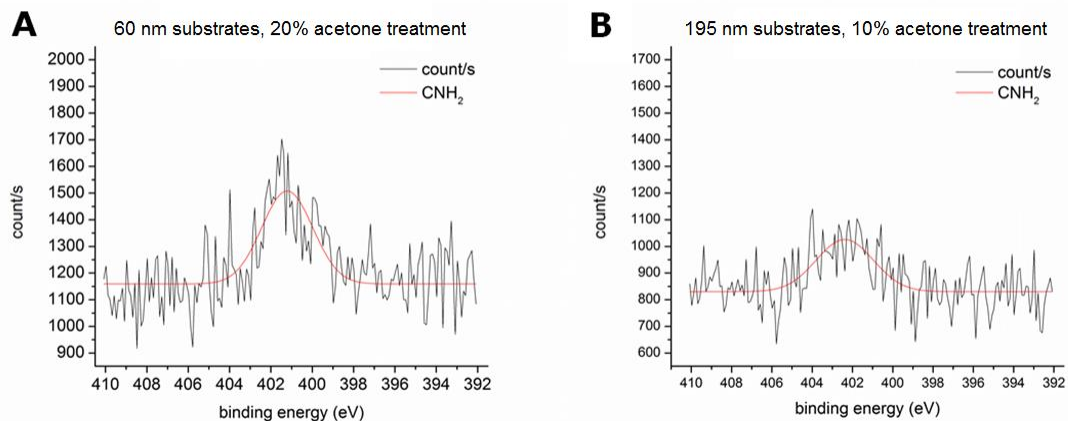 A
60 nm substrates, 20% acetone treatment
count/s
CNH₂
2000
1900
1800
1700
1600
1500
1400
1300
1200
1100
1000
900
count/s
410 408 406 404 402 400 398 396 394 392
binding energy (eV)
B
195 nm substrates, 10% acetone treatment
count/s
CNH₂
1700
1600
1500
1400
1300
1200
1100
1000
900
800
700
600
count/s
410 408 406 404 402 400 398 396 394 392
binding energy (eV)